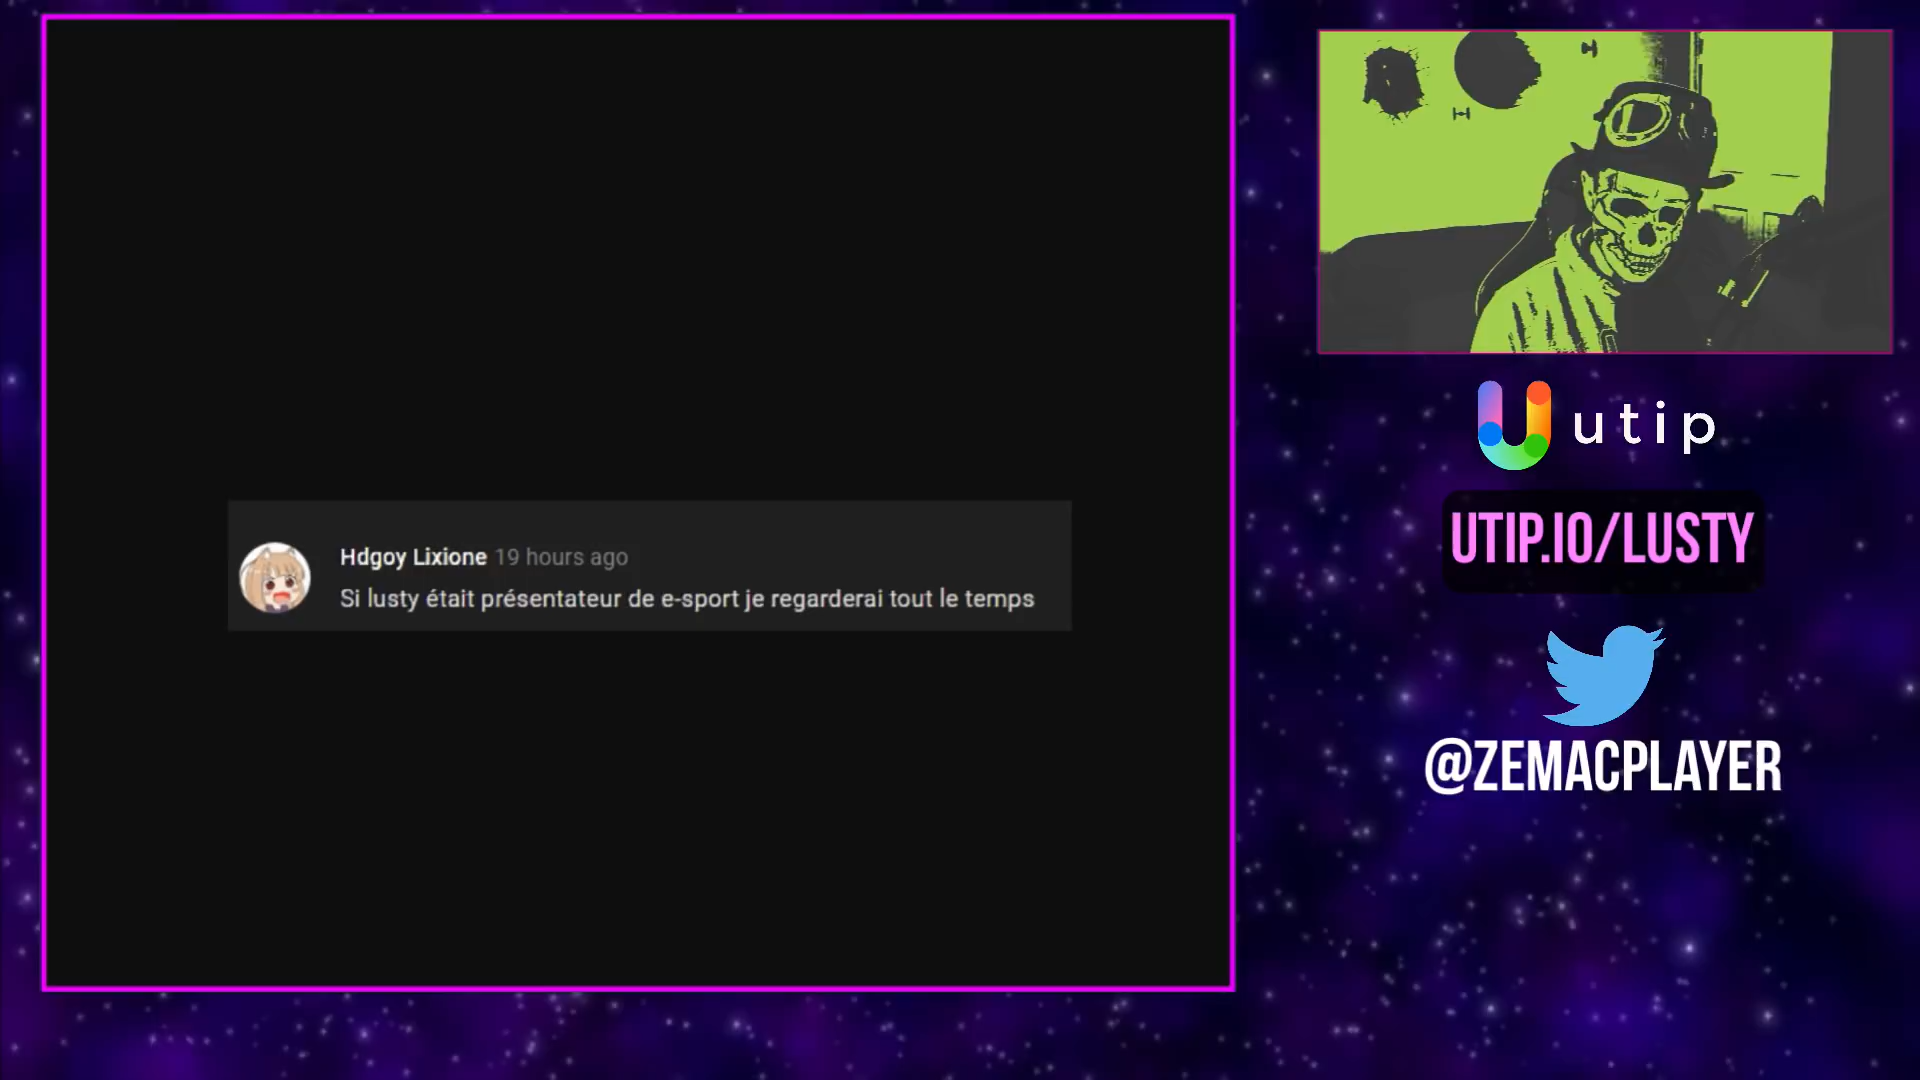 Hdgoy Lixione 19 hours ago
Si lusty était présentateur de e-sport je regarderai tout le temps
utip
UTIP.IO/LUSTY
@ZEMACPLAYER